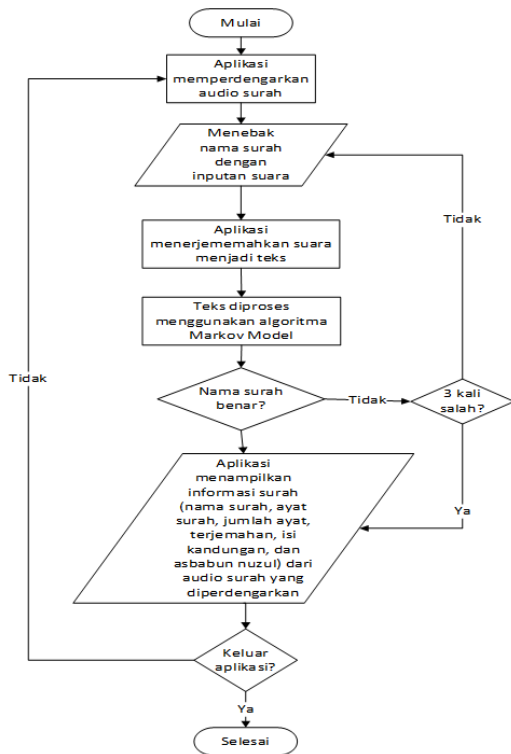 Mulai
Aplikasi
memperdengarkan
audio surah
Menebak
nama surah
dengan
inputan suara
Tidak
Aplikasi
menerjememahkan suara
menjadi teks
Teks diproses
menggunakan algoritma
Markov Model
Tidak
Nama surah
benar?
Tidak
3 kali
salah?
Aplikasi
menampilkan
informasi surah
(nama surah, ayat
surah, jumlah ayat,
terjemahan, isi
kandungan, dan
asbabun nuzul) dari
audio surah yang
diperdengarkan
Ya
Keluar
aplikasi?
Ya
Selesai